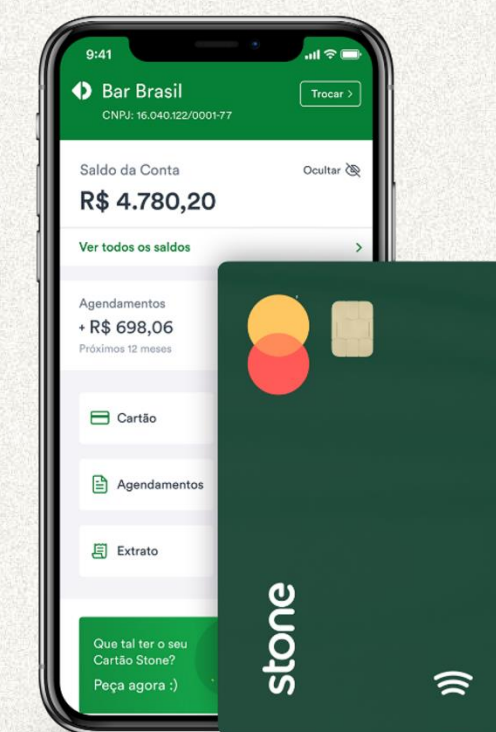 9:41
Bar Brasil
Trocar >
CNPJ: 16.040.122/0001-77
Saldo da Conta
Ocultar
R$ 4.780,20
Ver todos os saldos >
Agendamentos
+ R$ 698,06
Próximos 12 meses
Cartão
Agendamentos
Extrato
Que tal ter o seu
Cartão Stone?
Peça agora :)
stone